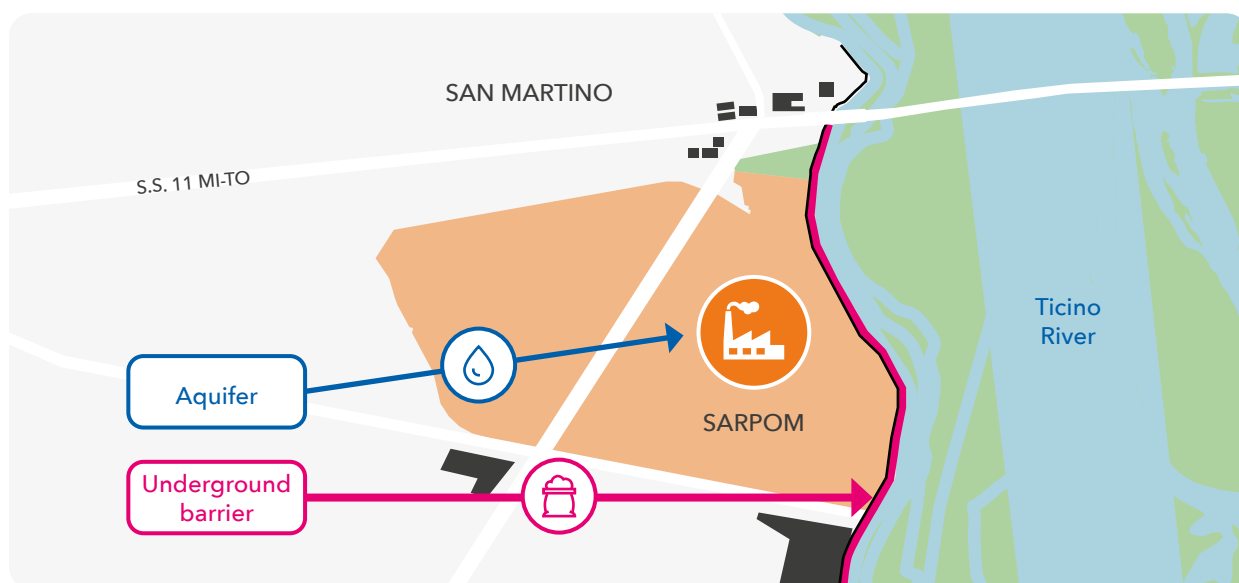 SAN MARTINO
S.S. 11 MI-TO
Ticino
River
Aquifer
SARPOM
Underground
barrier